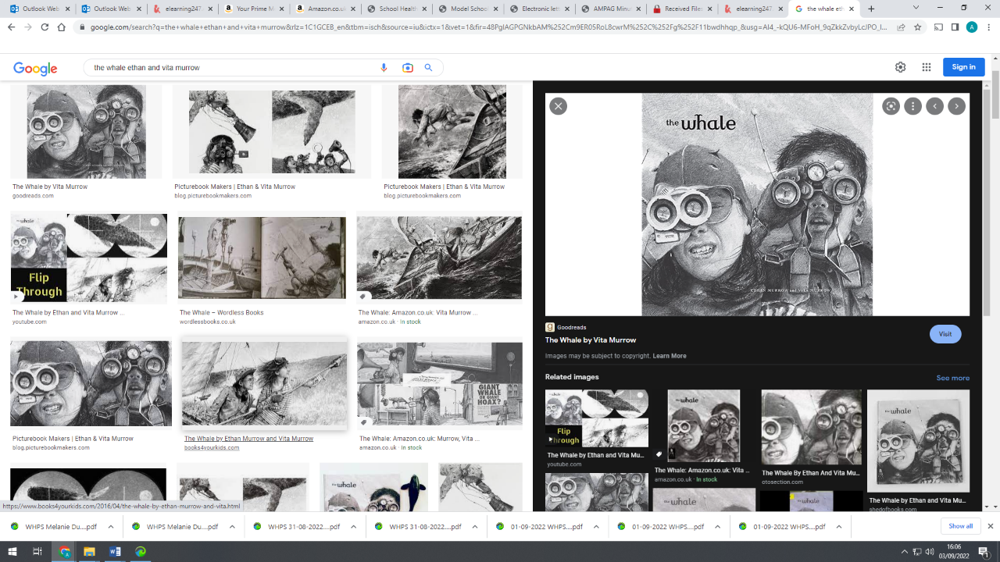 Outlook Web
Outlook Web
elearning247
Your Prime M
Amazon.co.uk
School Health
Model School
Electronic lett
AMPAG Minu
Received Files
elearning247
the whale eth
google.com/search?q=the+whale+ethan+and+vita+murrow&rlz=1C1GCEB_en&tbm=isch&source=iu&ictx=1&vet=1&fir=
A
Google
the whale ethan and vita murrow
Sign in
The Whale by Vita Murrow
goodreads.com
Picturebook Makers | Ethan & Vita Murrow
blog.picturebookmakers.com
Picturebook Makers | Ethan & Vita Murrow
blog.picturebookmakers.com
the whale
Flip
Through
The Whale by Ethan and Vita Murrow ...
youtube.com
The Whale – Wordless Books
wordlessbooks.co.uk
The Whale: Amazon.co.uk: Vita Murrow ...
amazon.co.uk · In stock
GIANT
WHALE
OR GIANT
HOAX?
Picturebook Makers | Ethan & Vita Murrow
blog.picturebookmakers.com
The Whale by Ethan Murrow and Vita Murrow
books4yourkids.com
The Whale: Amazon.co.uk: Murrow, Vita ...
amazon.co.uk · In stock
the whale
https://www.books4yourkids.com/2016/04/the-whale-by-ethan-murrow-and-vita.html
the whale
ETHAN MURROW and VITA MURROW
g Goodreads
The Whale by Vita Murrow
Visit
Images may be subject to copyright. Learn More
Related images
See more
the whale
Flip
Through
The Whale by Ethan and Vita Mu...
youtube.com
the whale
The Whale: Amazon.co.uk: Vita ...
amazon.co.uk · In stock
the whale
The Whale By Ethan And Vita Mu...
otosection.com
the whale
The Whale by Ethan and Vita Mu...
shedofbooks.com
the whale
the whale
WHPS Melanie Du....pdf
WHPS Melanie Du....pdf
WHPS 31-08-2022....pdf
WHPS 01-08-2022....pdf
01-09-2022 WHPS....pdf
01-09-2022 WHPS....pdf
01-09-2022 WHPS....pdf
Show all
16:06
03/09/2022
1